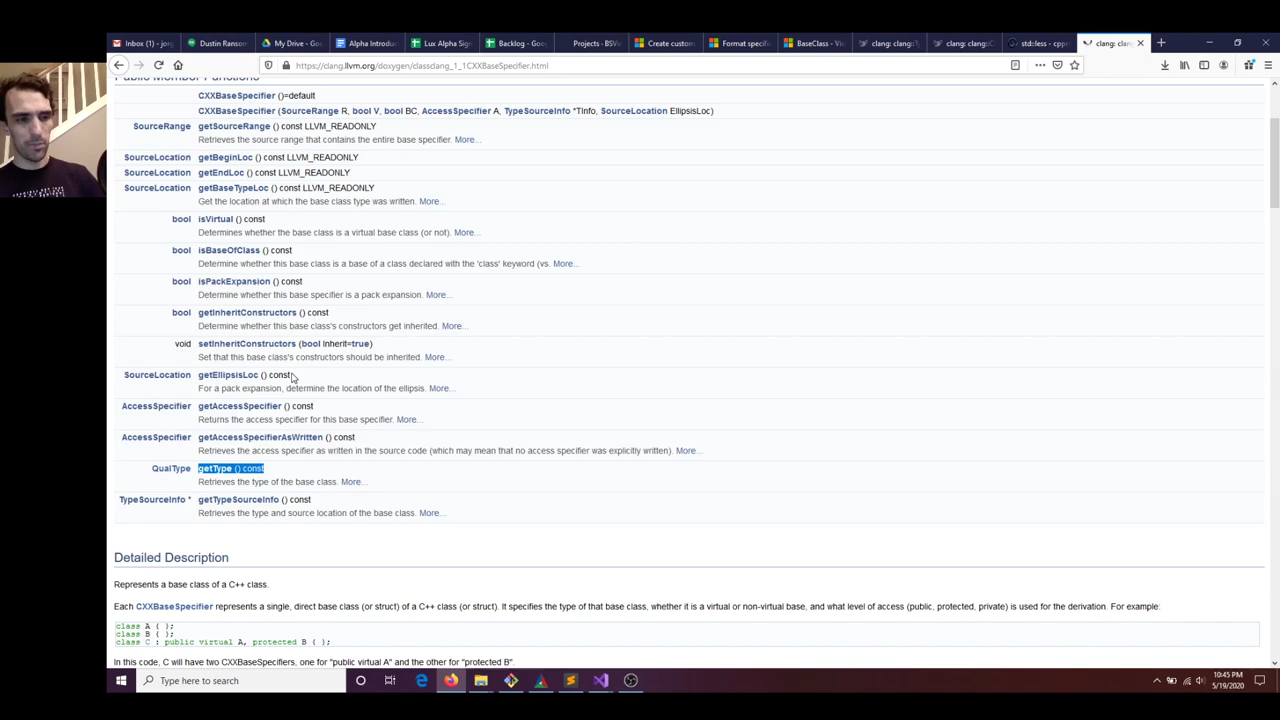 Inbox (1) - jor
Dustin Ransom
My Drive - Goo
Alpha Introduc
Lux Alpha Sign
Backlog - Goog
Projects - BSVi
Create custom
Format specifi
BaseClass - Vi
clang: clang::T
clang: clang::C
std::less - cppr
clang: clang:
https://clang.llvm.org/doxygen/classclang_1_1CXXBaseSpecifier.html
Public Member Functions
CXXBaseSpecifier ()=default
CXXBaseSpecifier (SourceRange R, bool V, bool BC, AccessSpecifier A, TypeSourceInfo *TInfo, SourceLocation EllipsisLoc)
SourceRange getSourceRange () const LLVM_READONLY
Retrieves the source range that contains the entire base specifier. More...
SourceLocation getBeginLoc () const LLVM_READONLY
SourceLocation getEndLoc () const LLVM_READONLY
SourceLocation getBaseTypeLoc () const LLVM_READONLY
Get the location at which the base class type was written. More...
bool isVirtual () const
Determines whether the base class is a virtual base class (or not). More...
bool isBaseOfClass () const
Determine whether this base class is a base of a class declared with the 'class' keyword (vs. More...
bool isPackExpansion () const
Determine whether this base specifier is a pack expansion. More...
bool getInheritConstructors () const
Determine whether this base class's constructors get inherited. More...
void setInheritConstructors (bool Inherit=true)
Set that this base class's constructors should be inherited. More...
SourceLocation getEllipsisLoc () const
For a pack expansion, determine the location of the ellipsis. More...
AccessSpecifier getAccessSpecifier () const
Returns the access specifier for this base specifier. More...
AccessSpecifier getAccessSpecifierAsWritten () const
Retrieves the access specifier as written in the source code (which may mean that no access specifier was explicitly written). More...
QualType getType () const
Retrieves the type of the base class. More...
TypeSourceInfo * getTypeSourceInfo () const
Retrieves the type and source location of the base class. More...
Detailed Description
Represents a base class of a C++ class.
Each CXXBaseSpecifier represents a single, direct base class (or struct) of a C++ class (or struct). It specifies the type of that base class, whether it is a virtual or non-virtual base, and what level of access (public, protected, private) is used for the derivation. For example:
class A { };
class B { };
class C : public virtual A, protected B { };
In this code, C will have two CXXBaseSpecifiers, one for "public virtual A" and the other for "protected B".
Type here to search
10:45 PM
5/19/2020